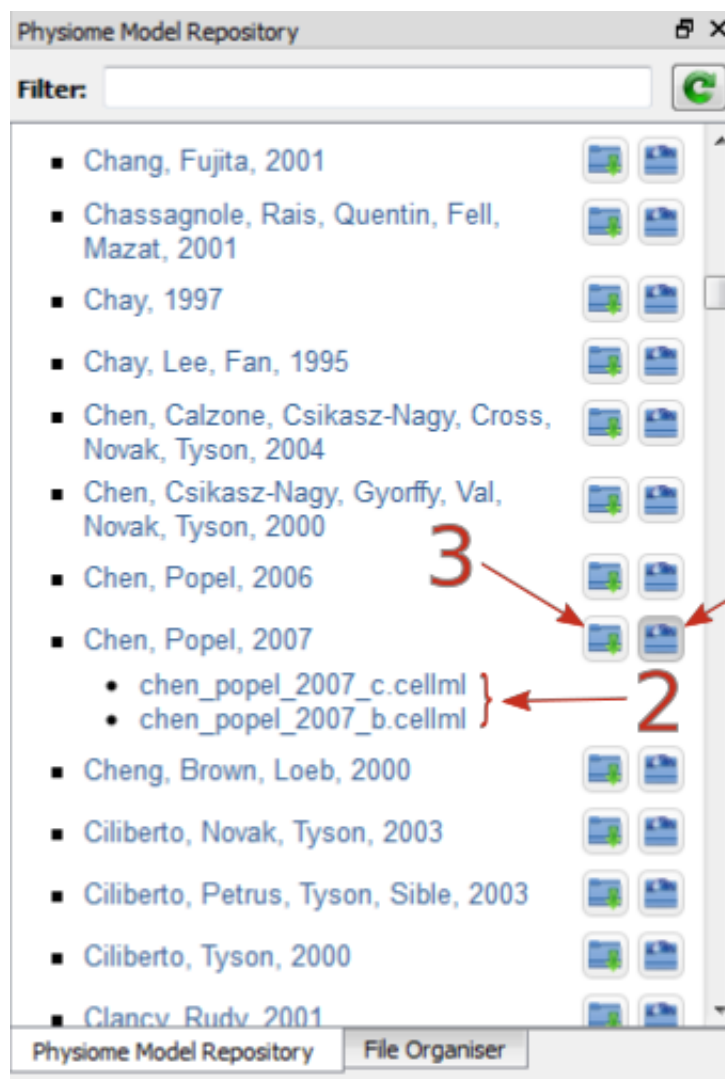 Physiome Model Repository
Filter:
Chang, Fujita, 2001
Chassagnole, Rais, Quentin, Fell,
Mazat, 2001
Chay, 1997
Chay, Lee, Fan, 1995
Chen, Calzone, Csikasz-Nagy, Cross,
Novak, Tyson, 2004
Chen, Csikasz-Nagy, Gyorffy, Val,
Novak, Tyson, 2000
3
Chen, Popel, 2006
Chen, Popel, 2007
chen_popel_2007_c.cellml
chen_popel_2007_b.cellml
2
Cheng, Brown, Loeb, 2000
Ciliberto, Novak, Tyson, 2003
Ciliberto, Petrus, Tyson, Sible, 2003
Ciliberto, Tyson, 2000
Clancy, Rudy, 2001
Physiome Model Repository
File Organiser